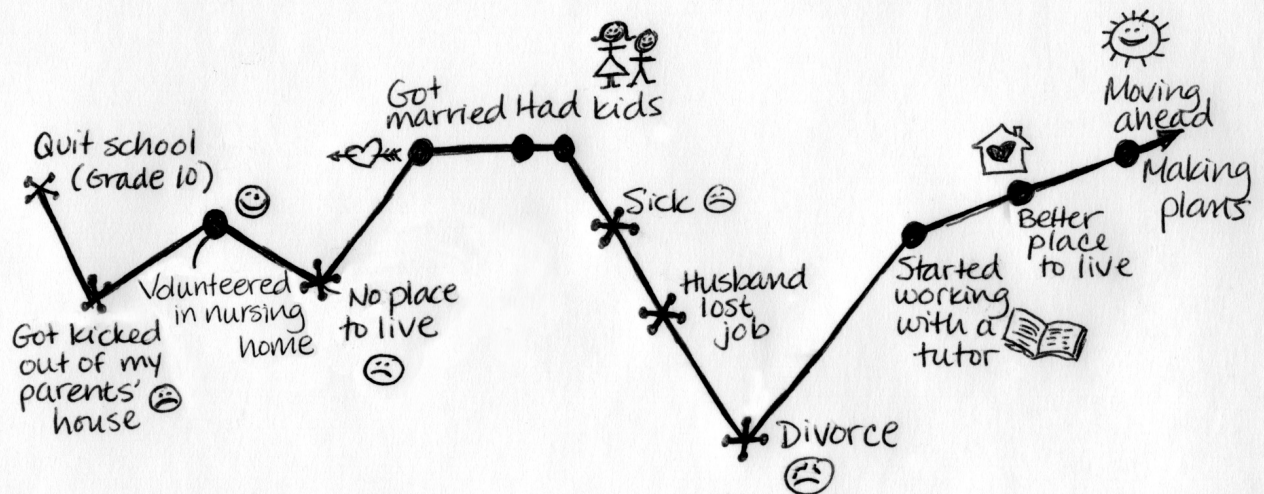 Quit school
(Grade 10)
Got kicked
out of my
parents'
house
Volunteered
in nursing
home
No place
to live
Got
married
Had kids
Sick
Husband
lost
job
Divorce
Started
working
with a
tutor
Better
place
to live
Moving
ahead
Making
plants